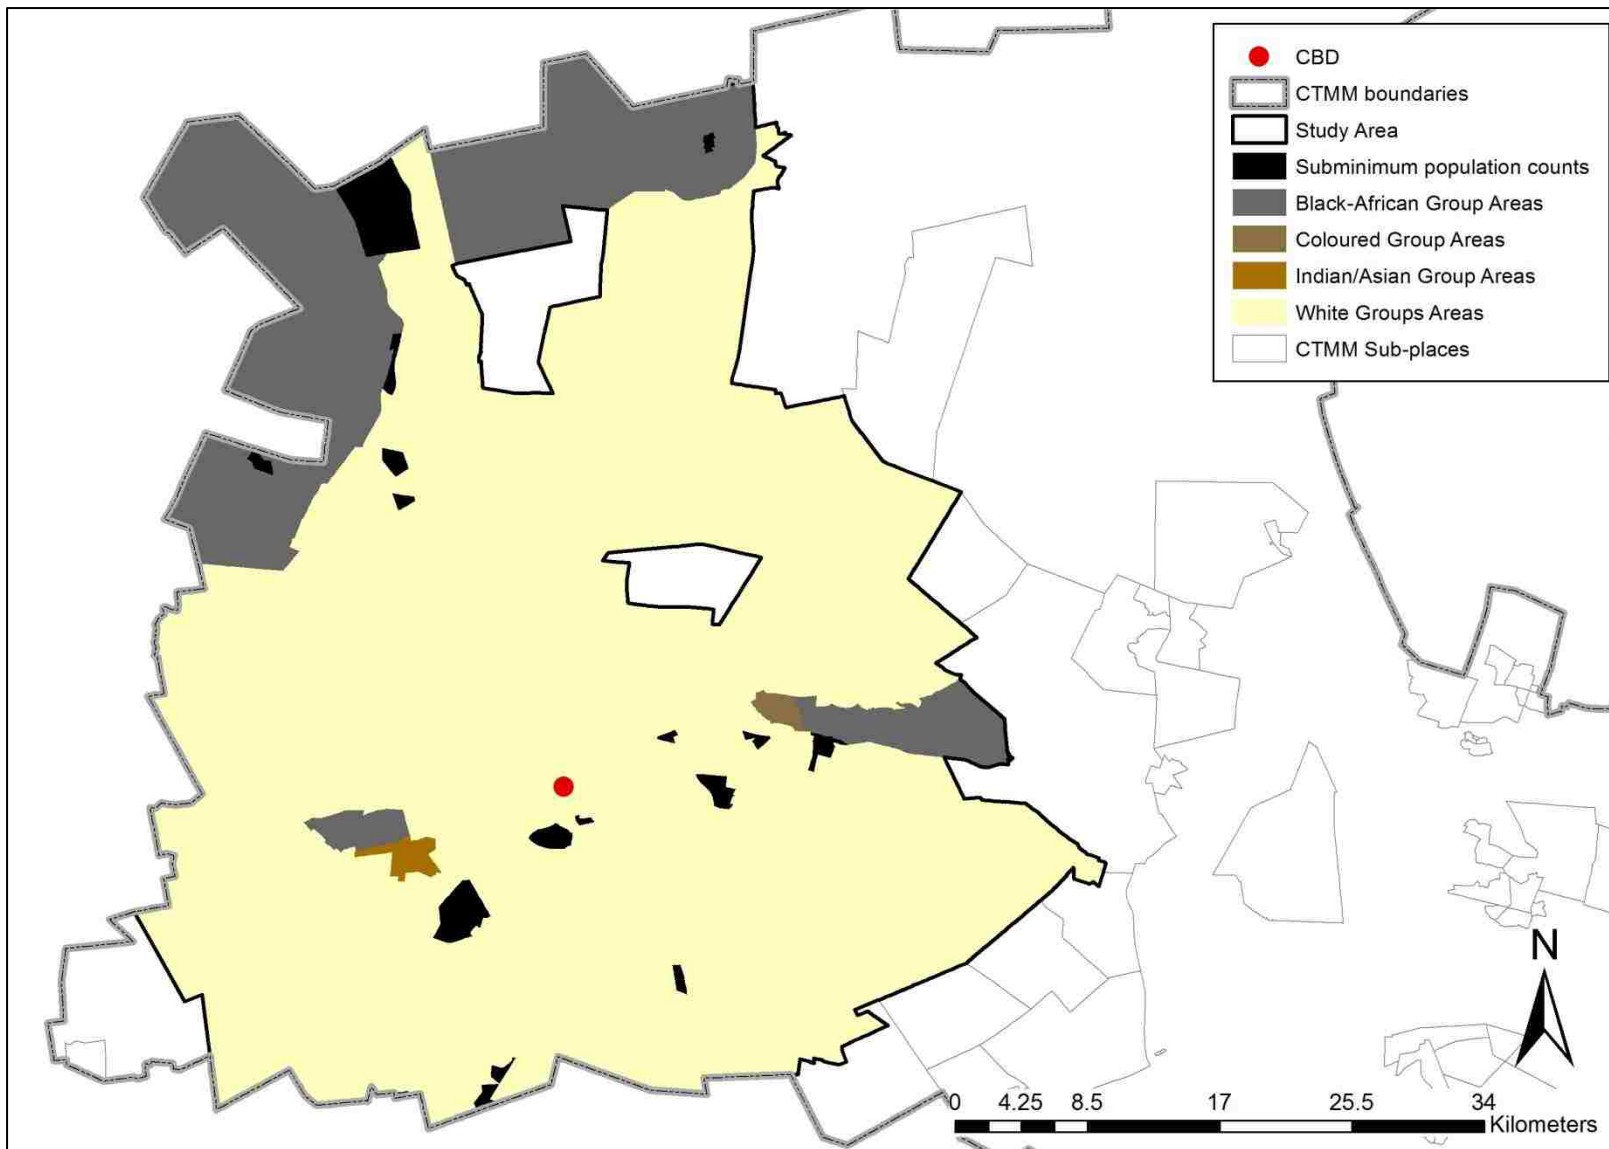 CBD
CTMM boundaries
Study Area
Subminimum population counts
Black-African Group Areas
Coloured Group Areas
Indian/Asian Group Areas
White Groups Areas
CTMM Sub-places
N
0 4.25 8.5 17 25.5 34
Kilometers